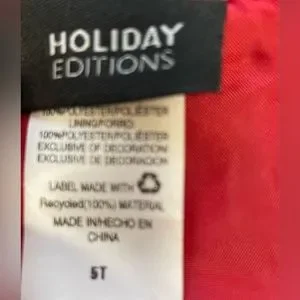 HOLIDAY
EDITIONS
100% POLYESTER/POLIÉSTER
LINING/FORRO
100%POLYESTER/POLIÉSTER
EXCLUSIVE OF DECORATION
EXCLUSIVE DE DECORACION
LABEL MADE WITH
Recycled(100%) MATERIAL
MADE IN/HECHO EN
CHINA
5T